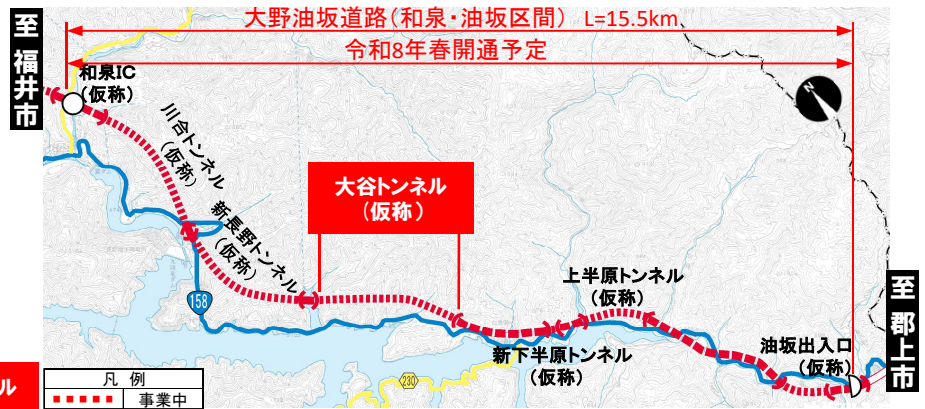 大野油坂道路(和泉・油坂区間) L=15.5km
令和8年春開通予定
至 福井市
和泉IC
(仮称)
N
川合トンネル
(仮称)
大谷トンネル
(仮称)
新長野トンネル
(仮称)
158
上半原トンネル
(仮称)
至 郡上市
新下半原トンネル
(仮称)
油坂出入口
(仮称)
230
ル
凡 例
事業中